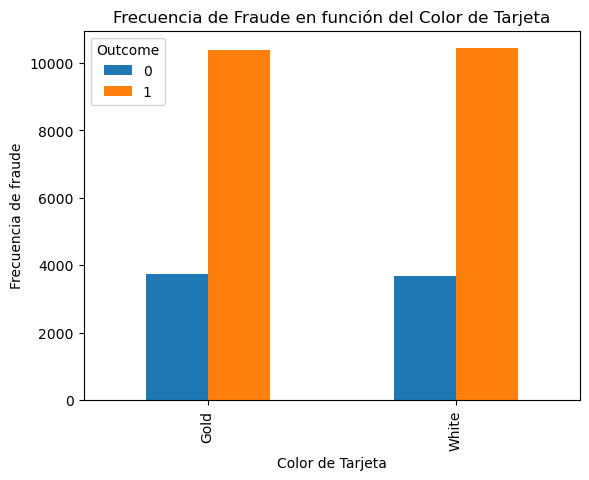 Frecuencia de Fraude en función del Color de Tarjeta
Outcome
0
1
Frecuencia de fraude
10000
8000
6000
4000
2000
0
Gold
White
Color de Tarjeta